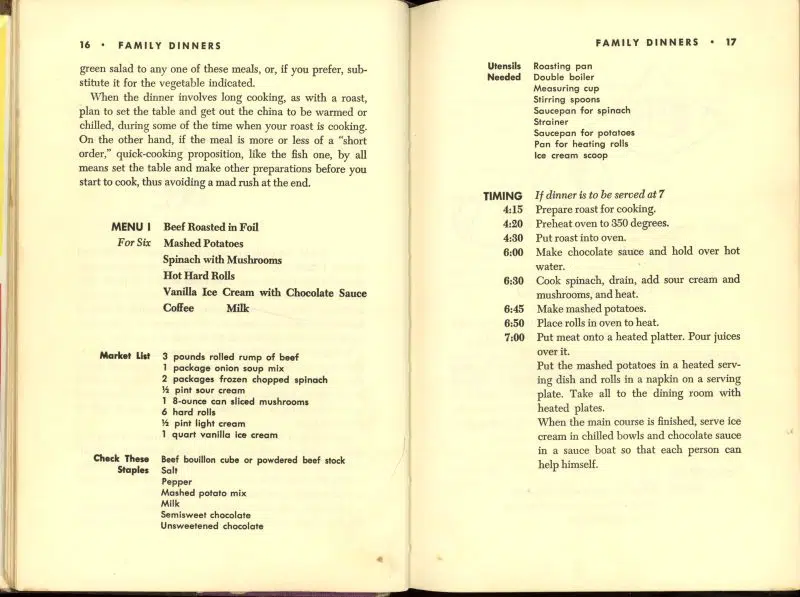 16 • FAMILY DINNERS
green salad to any one of these meals, or, if you prefer, sub-
stitute it for the vegetable indicated.
When the dinner involves long cooking, as with a roast,
plan to set the table and get out the china to be warmed or
chilled, during some of the time when your roast is cooking.
On the other hand, if the meal is more or less of a "short
order," quick-cooking proposition, like the fish one, by all
means set the table and make other preparations before you
start to cook, thus avoiding a mad rush at the end.
MENU I Beef Roasted in Foil
For Six Mashed Potatoes
Spinach with Mushrooms
Hot Hard Rolls
Vanilla Ice Cream with Chocolate Sauce
Coffee Milk
Market List 3 pounds rolled rump of beef
1 package onion soup mix
2 packages frozen chopped spinach
½ pint sour cream
1 8-ounce can sliced mushrooms
6 hard rolls
½ pint light cream
1 quart vanilla ice cream
Check These Beef bouillon cube or powdered beef stock
Staples Salt
Pepper
Mashed potato mix
Milk
Semisweet chocolate
Unsweetened chocolate
FAMILY DINNERS • 17
Utensils Roasting pan
Needed Double boiler
Measuring cup
Stirring spoons
Saucepan for spinach
Strainer
Saucepan for potatoes
Pan for heating rolls
Ice cream scoop
TIMING If dinner is to be served at 7
4:15 Prepare roast for cooking.
4:20 Preheat oven to 350 degrees.
4:30 Put roast into oven.
6:00 Make chocolate sauce and hold over hot
water.
6:30 Cook spinach, drain, add sour cream and
mushrooms, and heat.
6:45 Make mashed potatoes.
6:50 Place rolls in oven to heat.
7:00 Put meat onto a heated platter. Pour juices
over it.
Put the mashed potatoes in a heated serv-
ing dish and rolls in a napkin on a serving
plate. Take all to the dining room with
heated plates.
When the main course is finished, serve ice
cream in chilled bowls and chocolate sauce
in a sauce boat so that each person can
help himself.